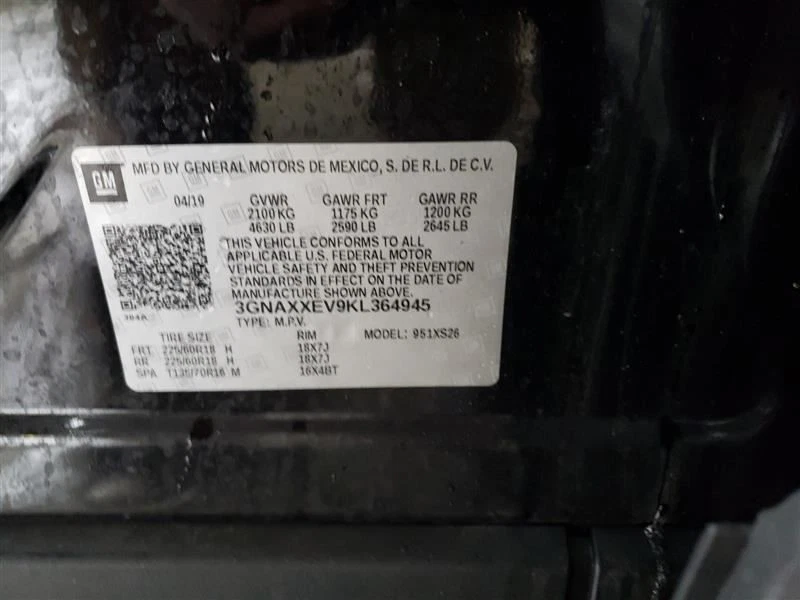 GM
MFD BY GENERAL MOTORS DE MEXICO, S. DE R.L. DE C.V.
04/19 GVWR GAWR FRT GAWR RR
2100 KG 1175 KG 1200 KG
4630 LB 2590 LB 2645 LB
THIS VEHICLE CONFORMS TO ALL
APPLICABLE U.S. FEDERAL MOTOR
VEHICLE SAFETY AND THEFT PREVENTION
STANDARDS IN EFFECT ON THE DATE OF
MANUFACTURE SHOWN ABOVE.
3GNAXXEV9KL364945
TYPE: M.P.V.
TIRE SIZE RIM MODEL: 951XS26
FRT 225/60R18 H 18X7J
RR 225/60R18 H 18X7J
SPA T135/70R16 M 16X4BT